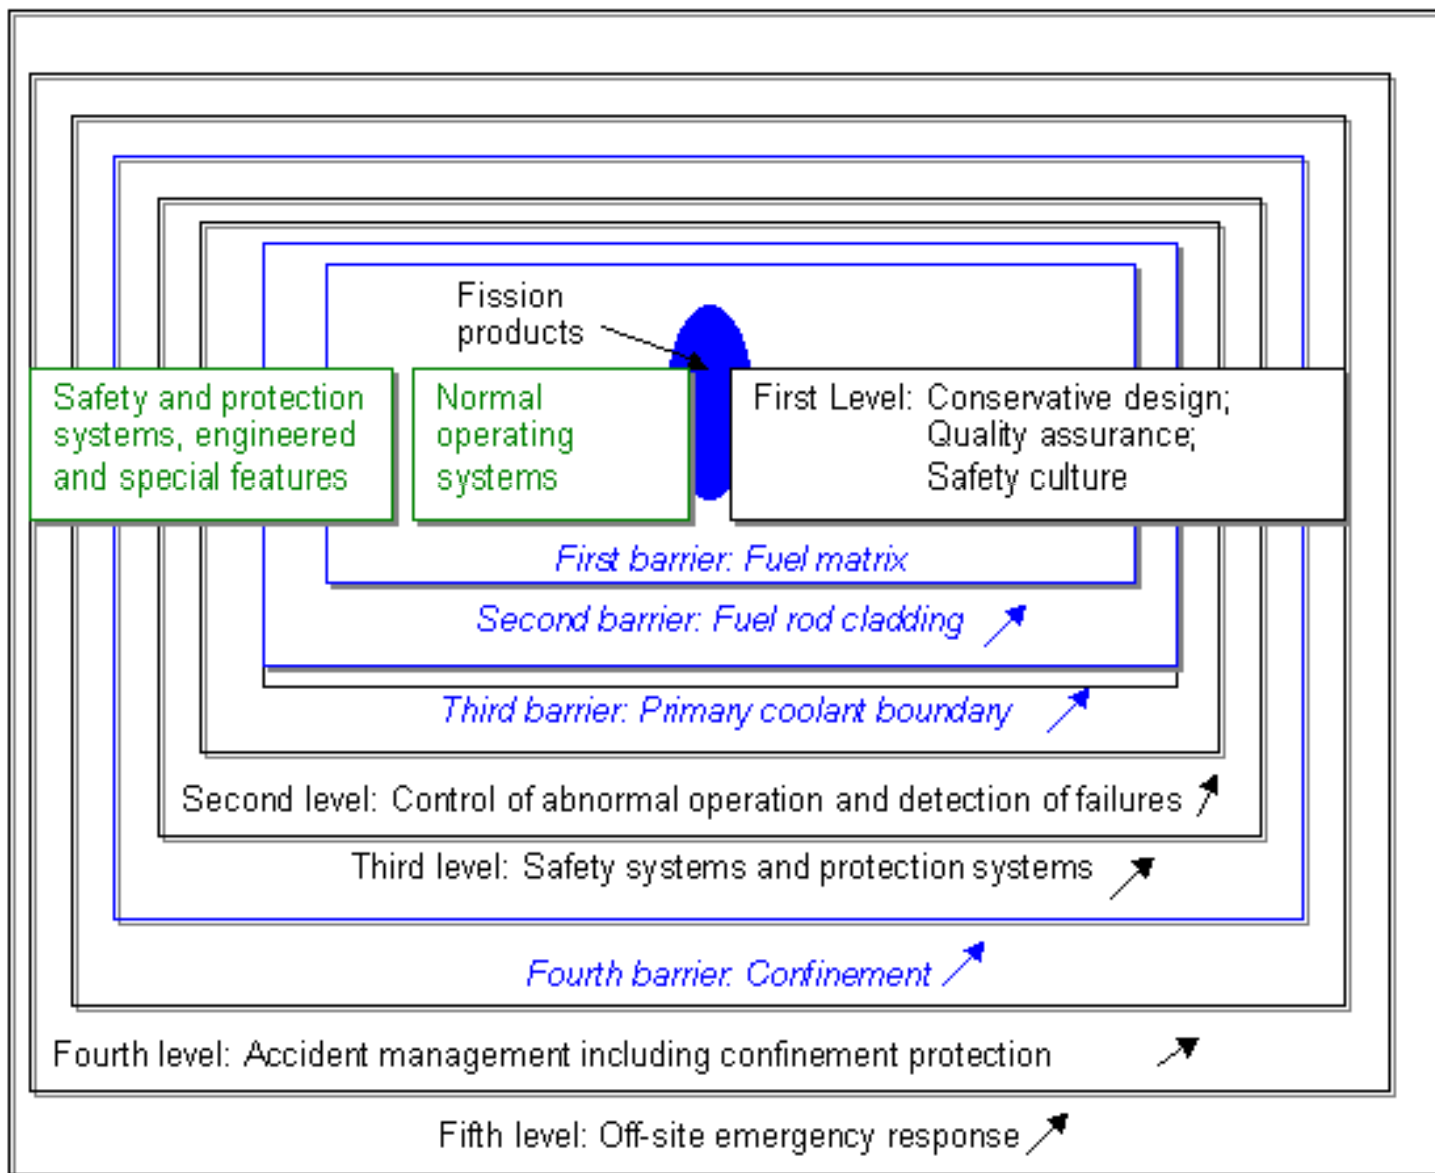 Fission
products
Safety and protection
systems, engineered
and special features
Normal
operating
systems
First Level: Conservative design;
Quality assurance;
Safety culture
First barrier: Fuel matrix
Second barrier: Fuel rod cladding
Third barrier: Primary coolant boundary
Second level: Control of abnormal operation and detection of failures
Third level: Safety systems and protection systems
Fourth barrier: Confinement
Fourth level: Accident management including confinement protection
Fifth level: Off-site emergency response